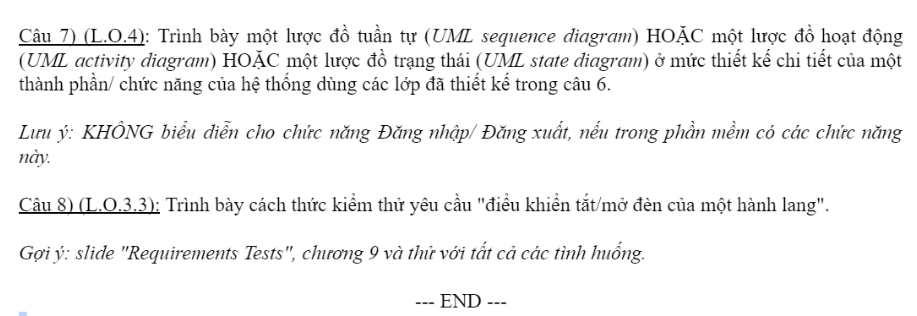 Câu 7) (L.O.4): Trình bày một lược đồ tuần tự (UML sequence diagram) HOẶC một lược đồ hoạt động
(UML activity diagram) HOẶC một lược đồ trạng thái (UML state diagram) ở mức thiết kế chi tiết của một
thành phần/ chức năng của hệ thống dùng các lớp đã thiết kế trong câu 6.
Lưu ý: KHÔNG biểu diễn cho chức năng Đăng nhập/ Đăng xuất, nếu trong phần mềm có các chức năng
này.
Câu 8) (L.O.3.3): Trình bày cách thức kiểm thử yêu cầu "điều khiển tắt/mở đèn của một hành lang".
Gợi ý: slide "Requirements Tests", chương 9 và thử với tất cả các tình huống.
--- END ---